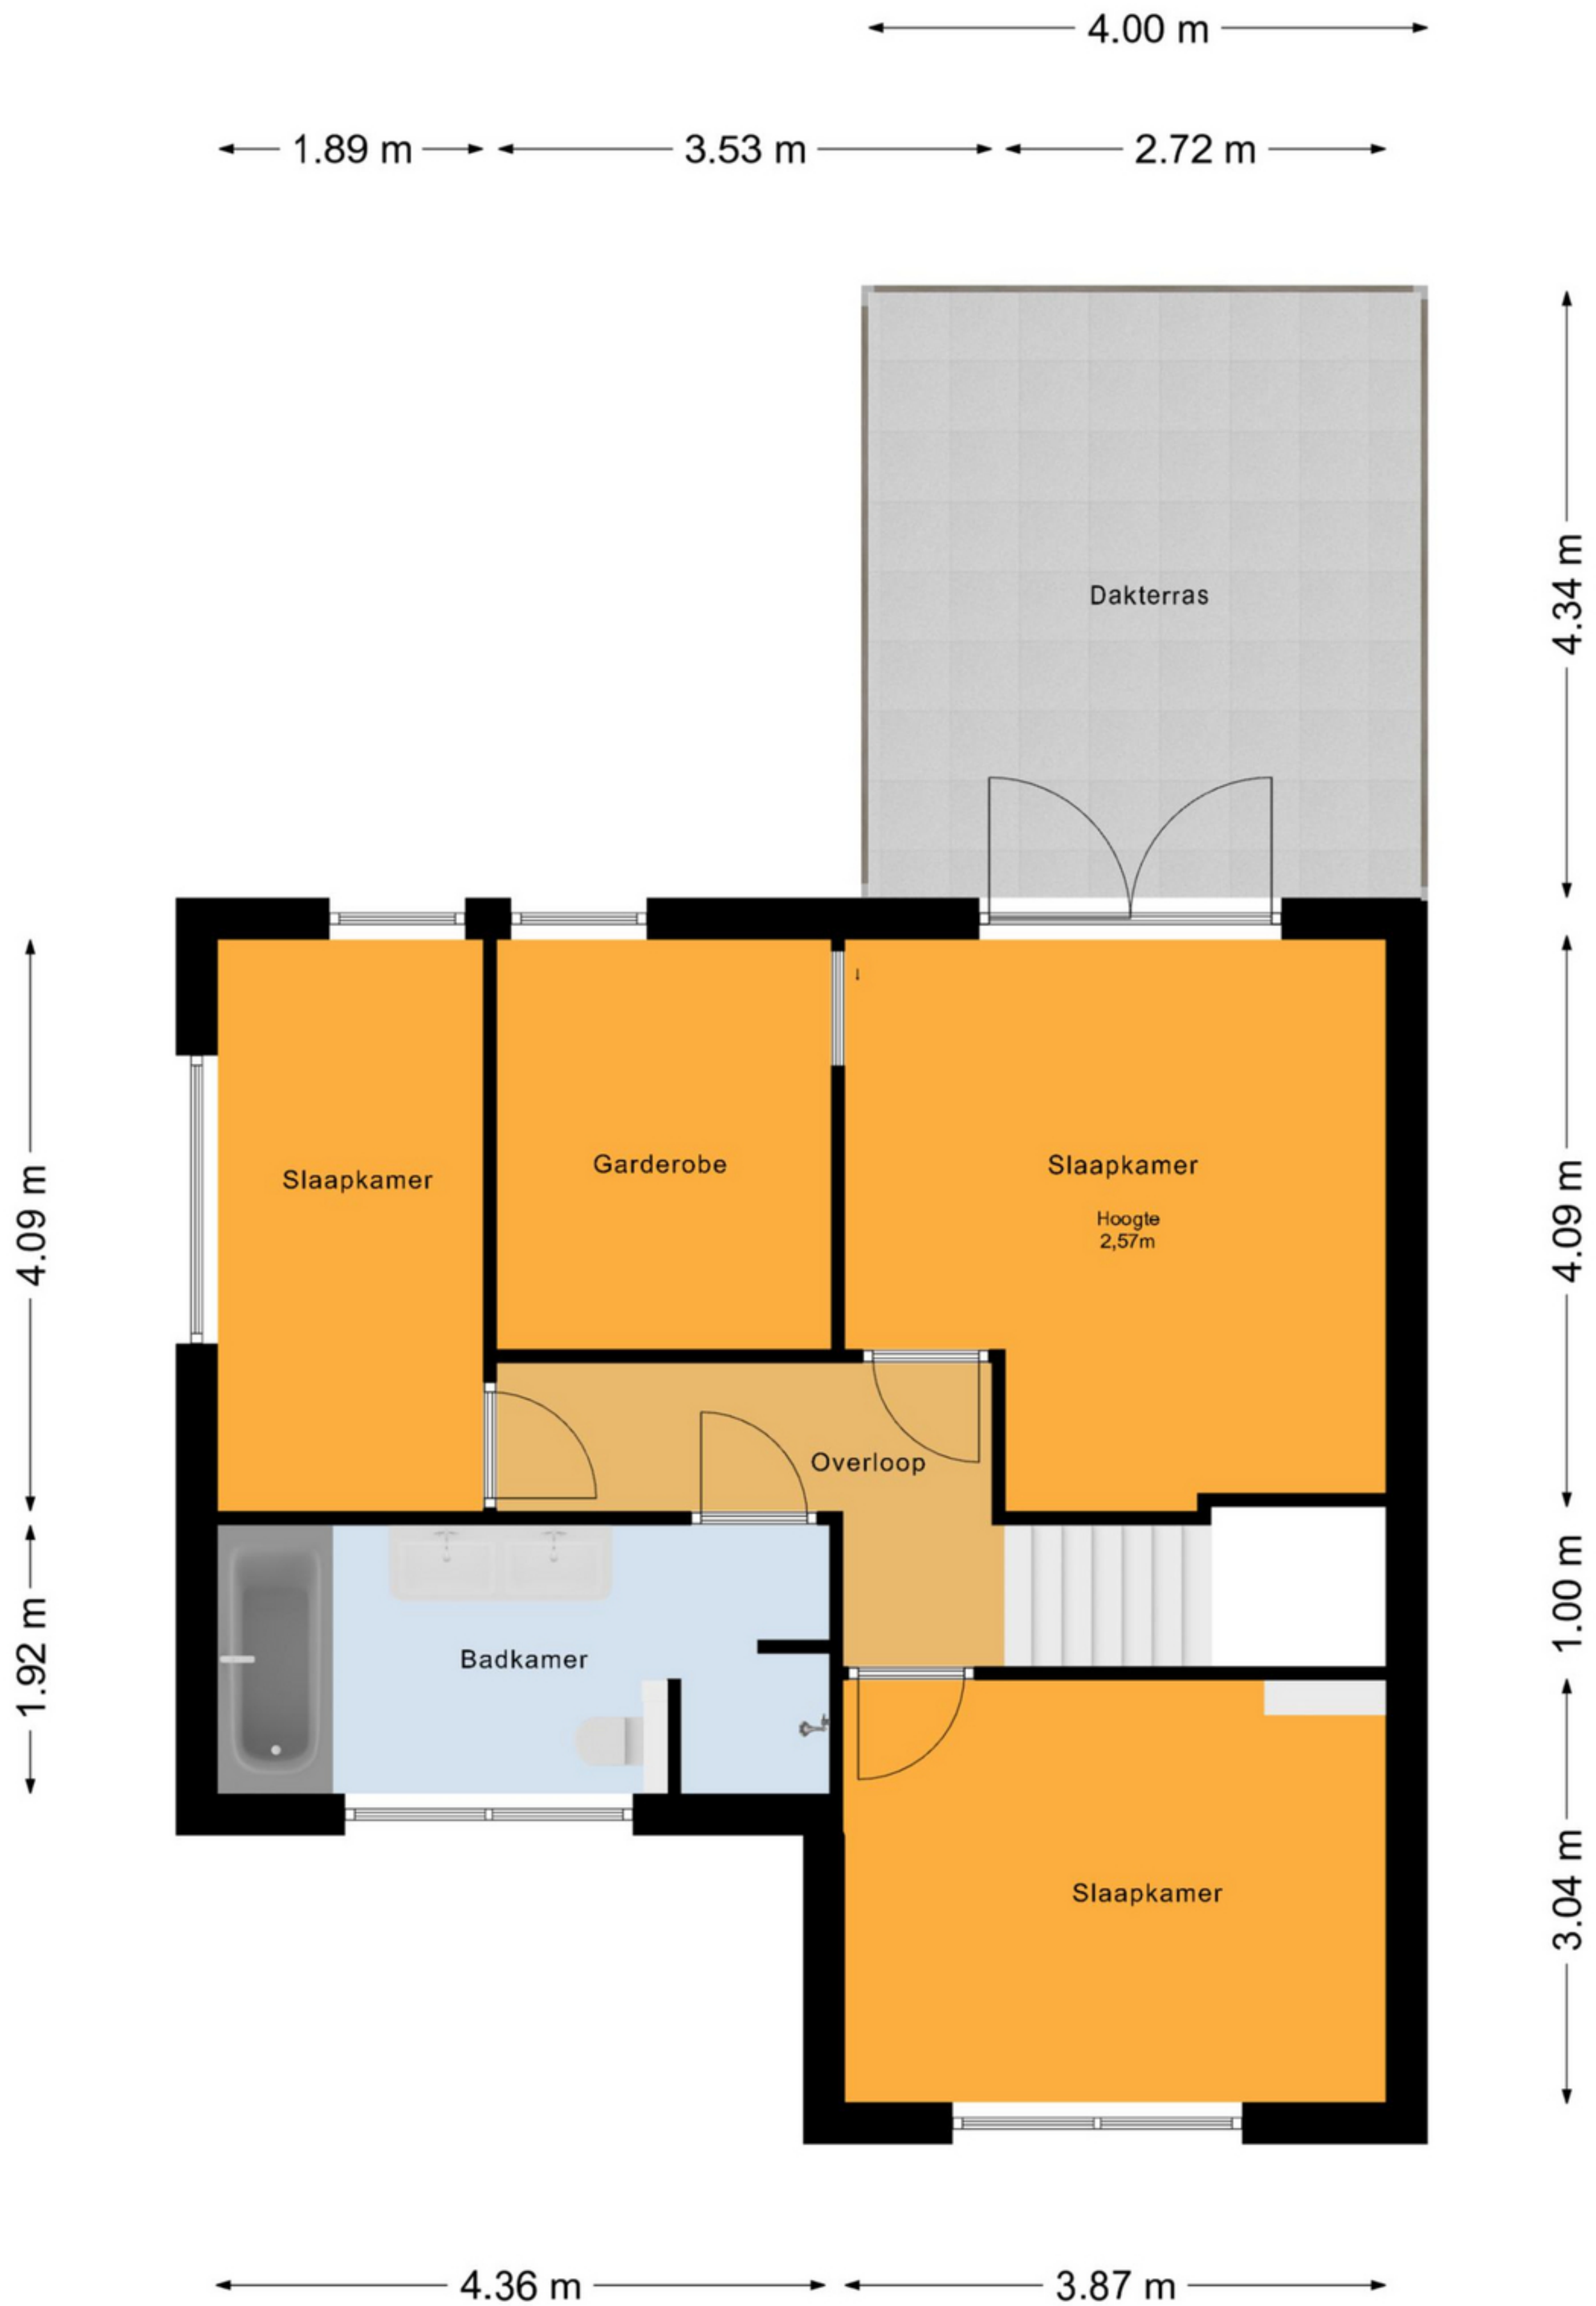 4.00 m
1.89 m
3.53 m
2.72 m
4.34 m
Dakterras
4.09 m
4.09 m
Slaapkamer
Garderobe
Slaapkamer
Hoogte
2,57m
Overloop
1.92 m
1.00 m
Badkamer
Slaapkamer
3.04 m
4.36 m
3.87 m